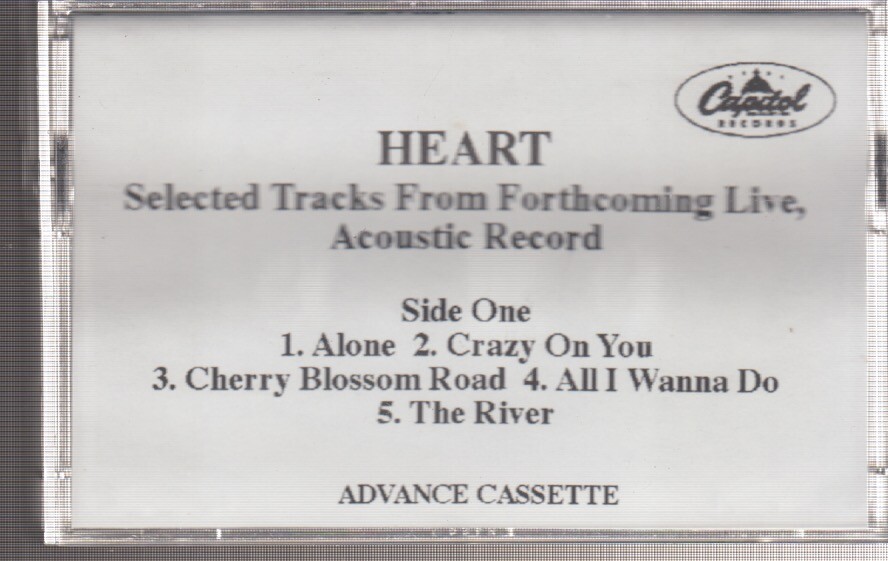 Capitol
RECORDS
HEART
Selected Tracks From Forthcoming Live,
Acoustic Record
Side One
1. Alone 2. Crazy On You
3. Cherry Blossom Road 4. All I Wanna Do
5. The River
ADVANCE CASSETTE